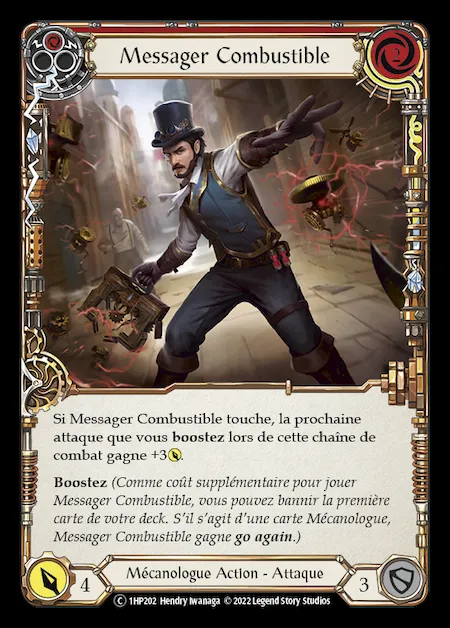 2
Messager Combustible
Si Messager Combustible touche, la prochaine
attaque que vous boostez lors de cette chaîne de
combat gagne +3.
Boostez (Comme coût supplémentaire pour jouer
Messager Combustible, vous pouvez bannir la première
carte de votre deck. S'il s'agit d'une carte Mécanologue,
Messager Combustible gagne go again.)
4 Mécanologue Action - Attaque 3
C 1HP202 Hendry Iwanaga © 2022 Legend Story Studios